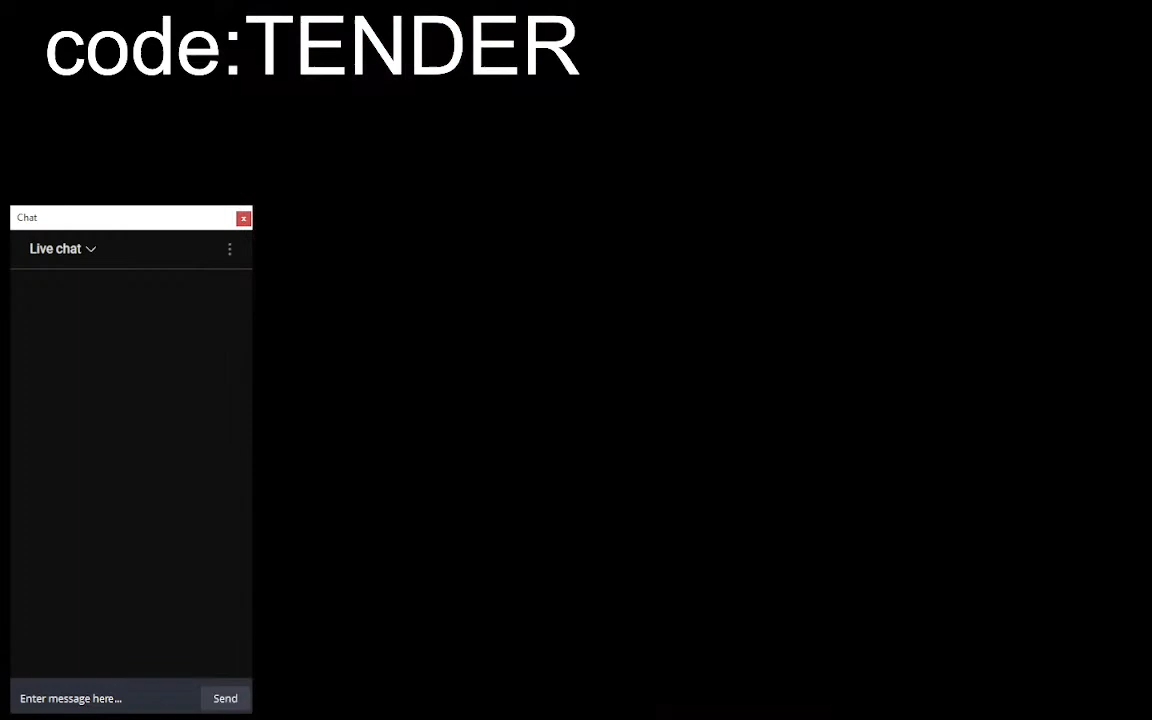 code:TENDER
Chat
x
Live chat
Enter message here...
Send